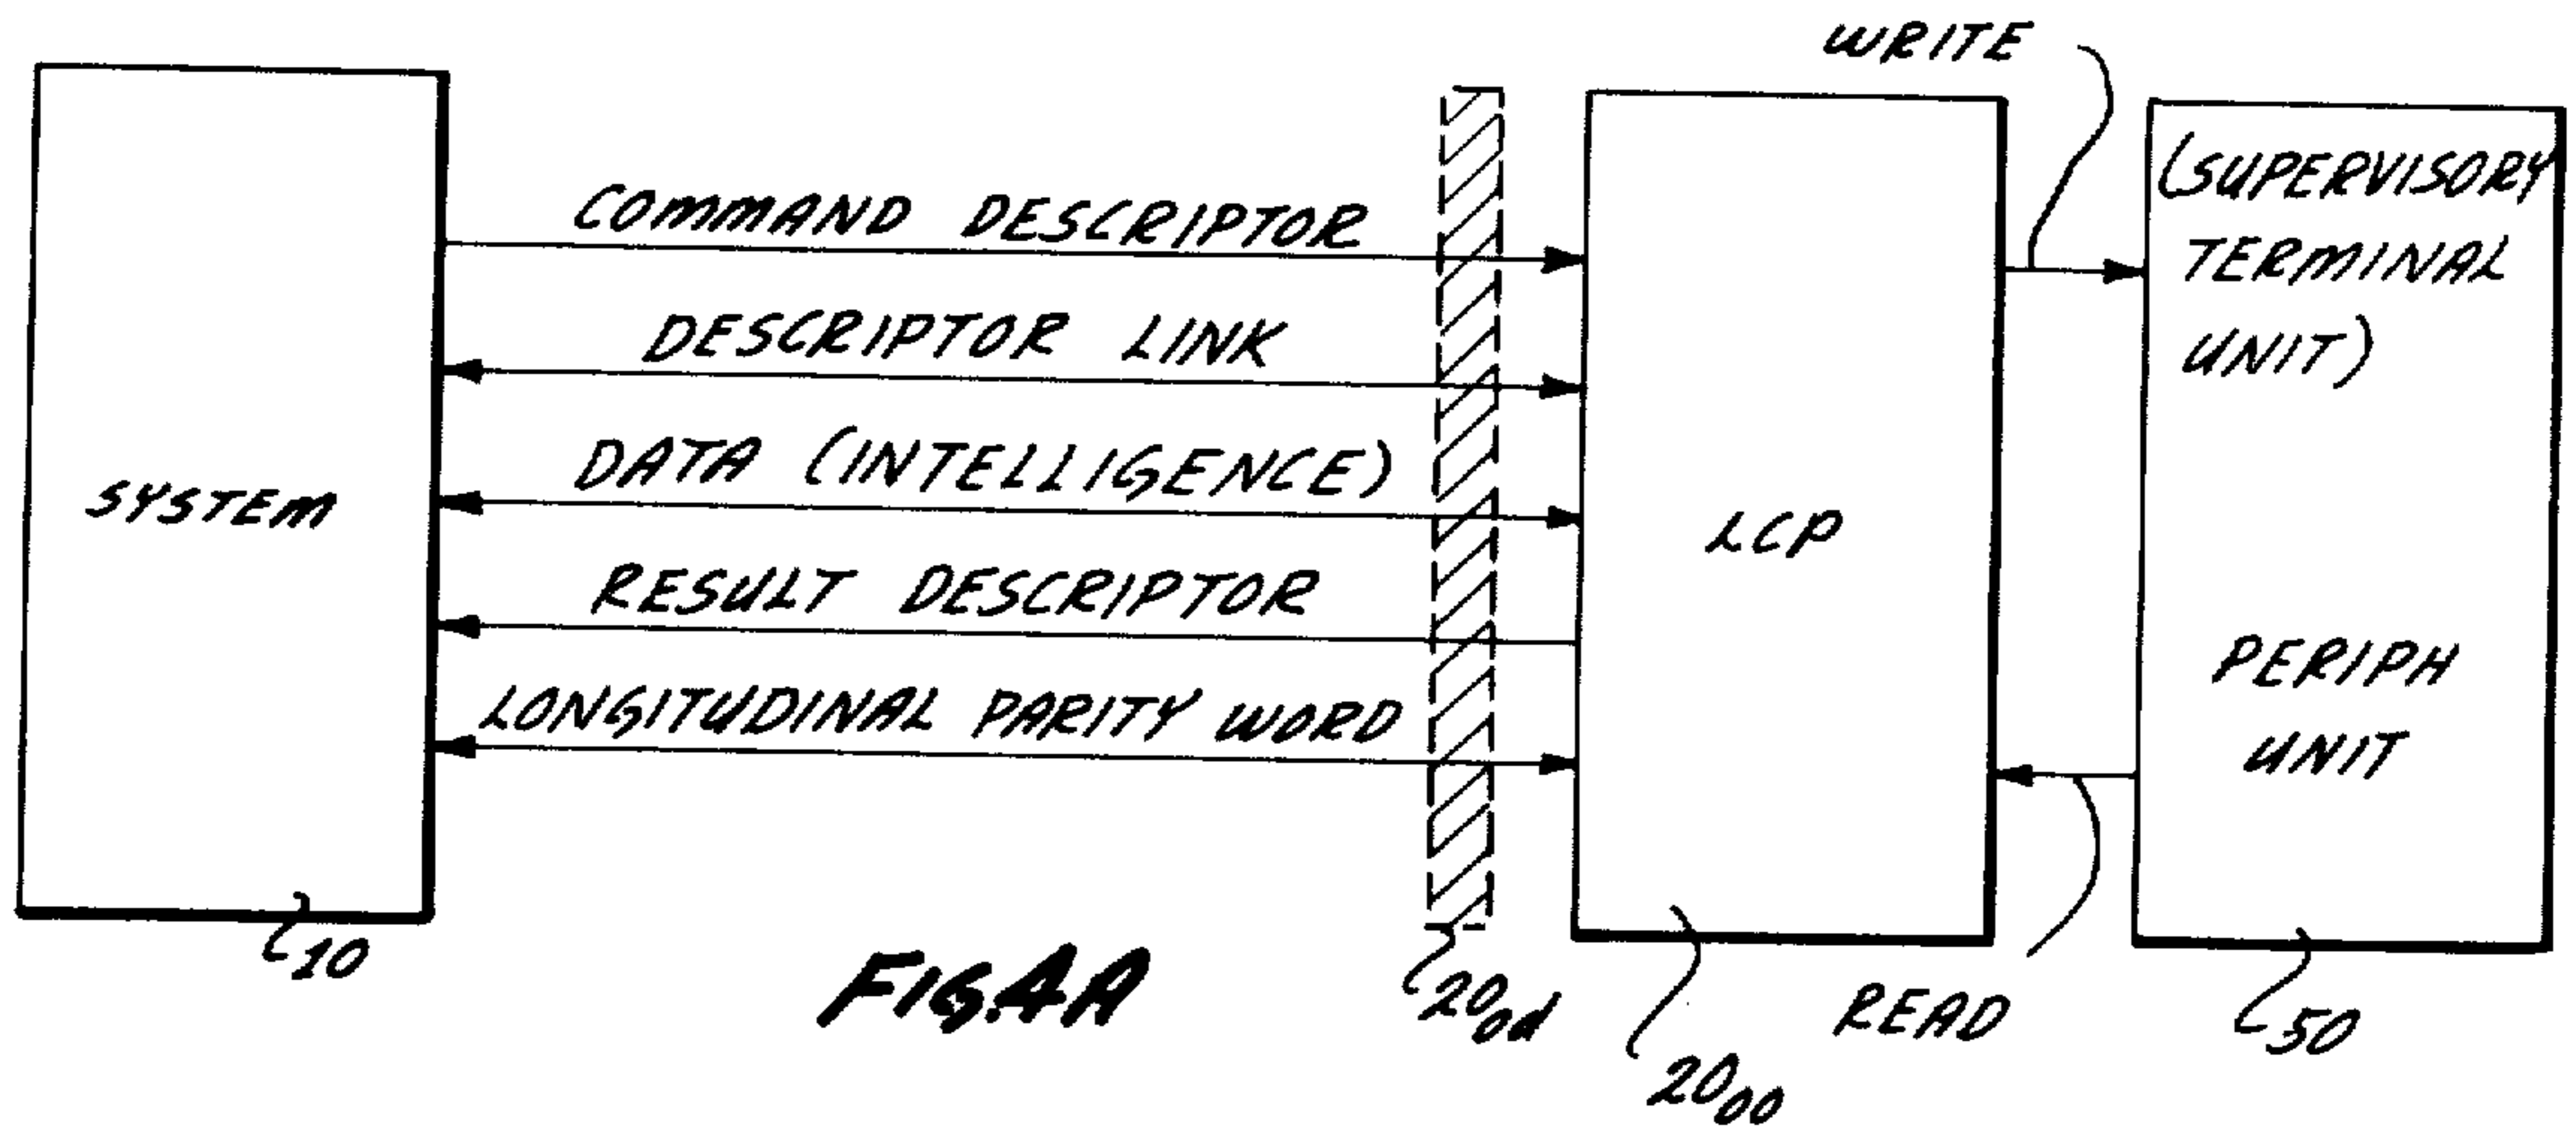 WRITE
(SUPERVISORY
TERMINAL
UNIT)
COMMAND DESCRIPTOR
DESCRIPTOR LINK
DATA (INTELLIGENCE)
SYSTEM
LCP
RESULT DESCRIPTOR
PERIPH
UNIT
LONGITUDINAL PARITY WORD
10
FIG. 4A
20od
READ
50
2000